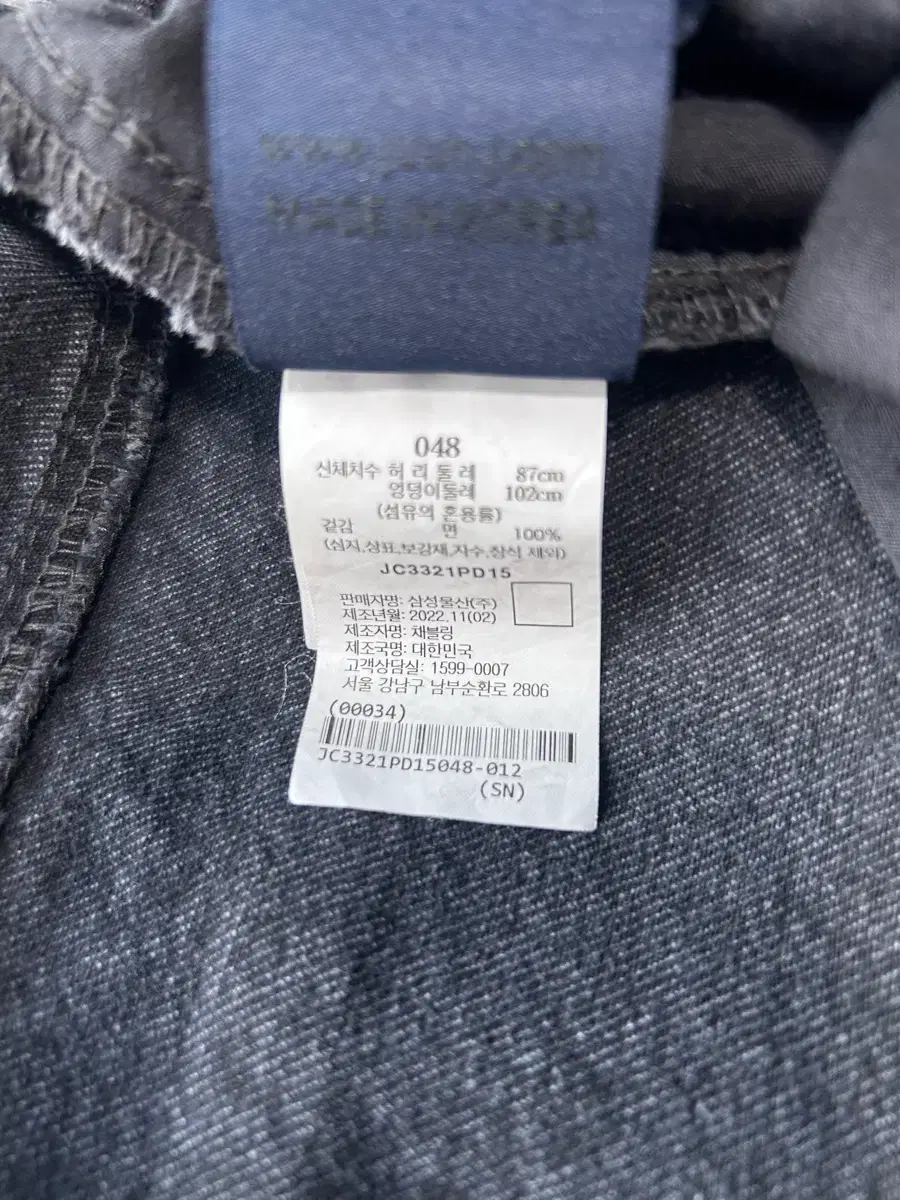 MADE IN KOREA
048
신체치수 허리둘레 87cm
엉덩이둘레 102cm
(섬유의 혼용률)
겉감 면 100%
(심지,상표,보강재,자수,장식 제외)
JC3321PD15
판매자명: 삼성물산(주)
제조년월: 2022.11(02)
제조자명: 채블링
제조국명: 대한민국
고객상담실: 1599-0007
서울 강남구 남부순환로 2806
(00034)
JC3321PD15048-012
(SN)